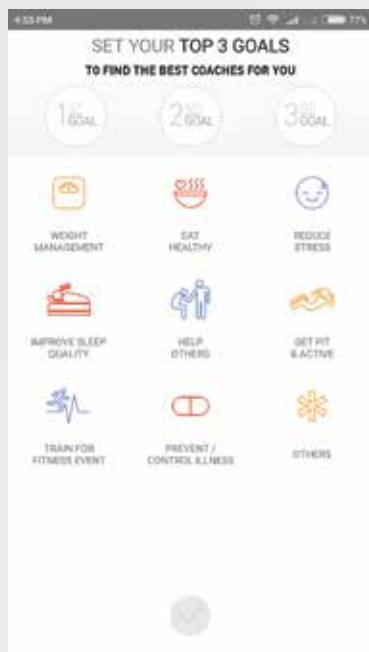 4:55 PM 77%
SET YOUR TOP 3 GOALS
TO FIND THE BEST COACHES FOR YOU
1ST GOAL 2ND GOAL 3RD GOAL
WEIGHT MANAGEMENT
EAT HEALTHY
REDUCE STRESS
IMPROVE SLEEP QUALITY
HELP OTHERS
GET FIT & ACTIVE
TRAIN FOR FITNESS EVENT
PREVENT / CONTROL ILLNESS
OTHERS